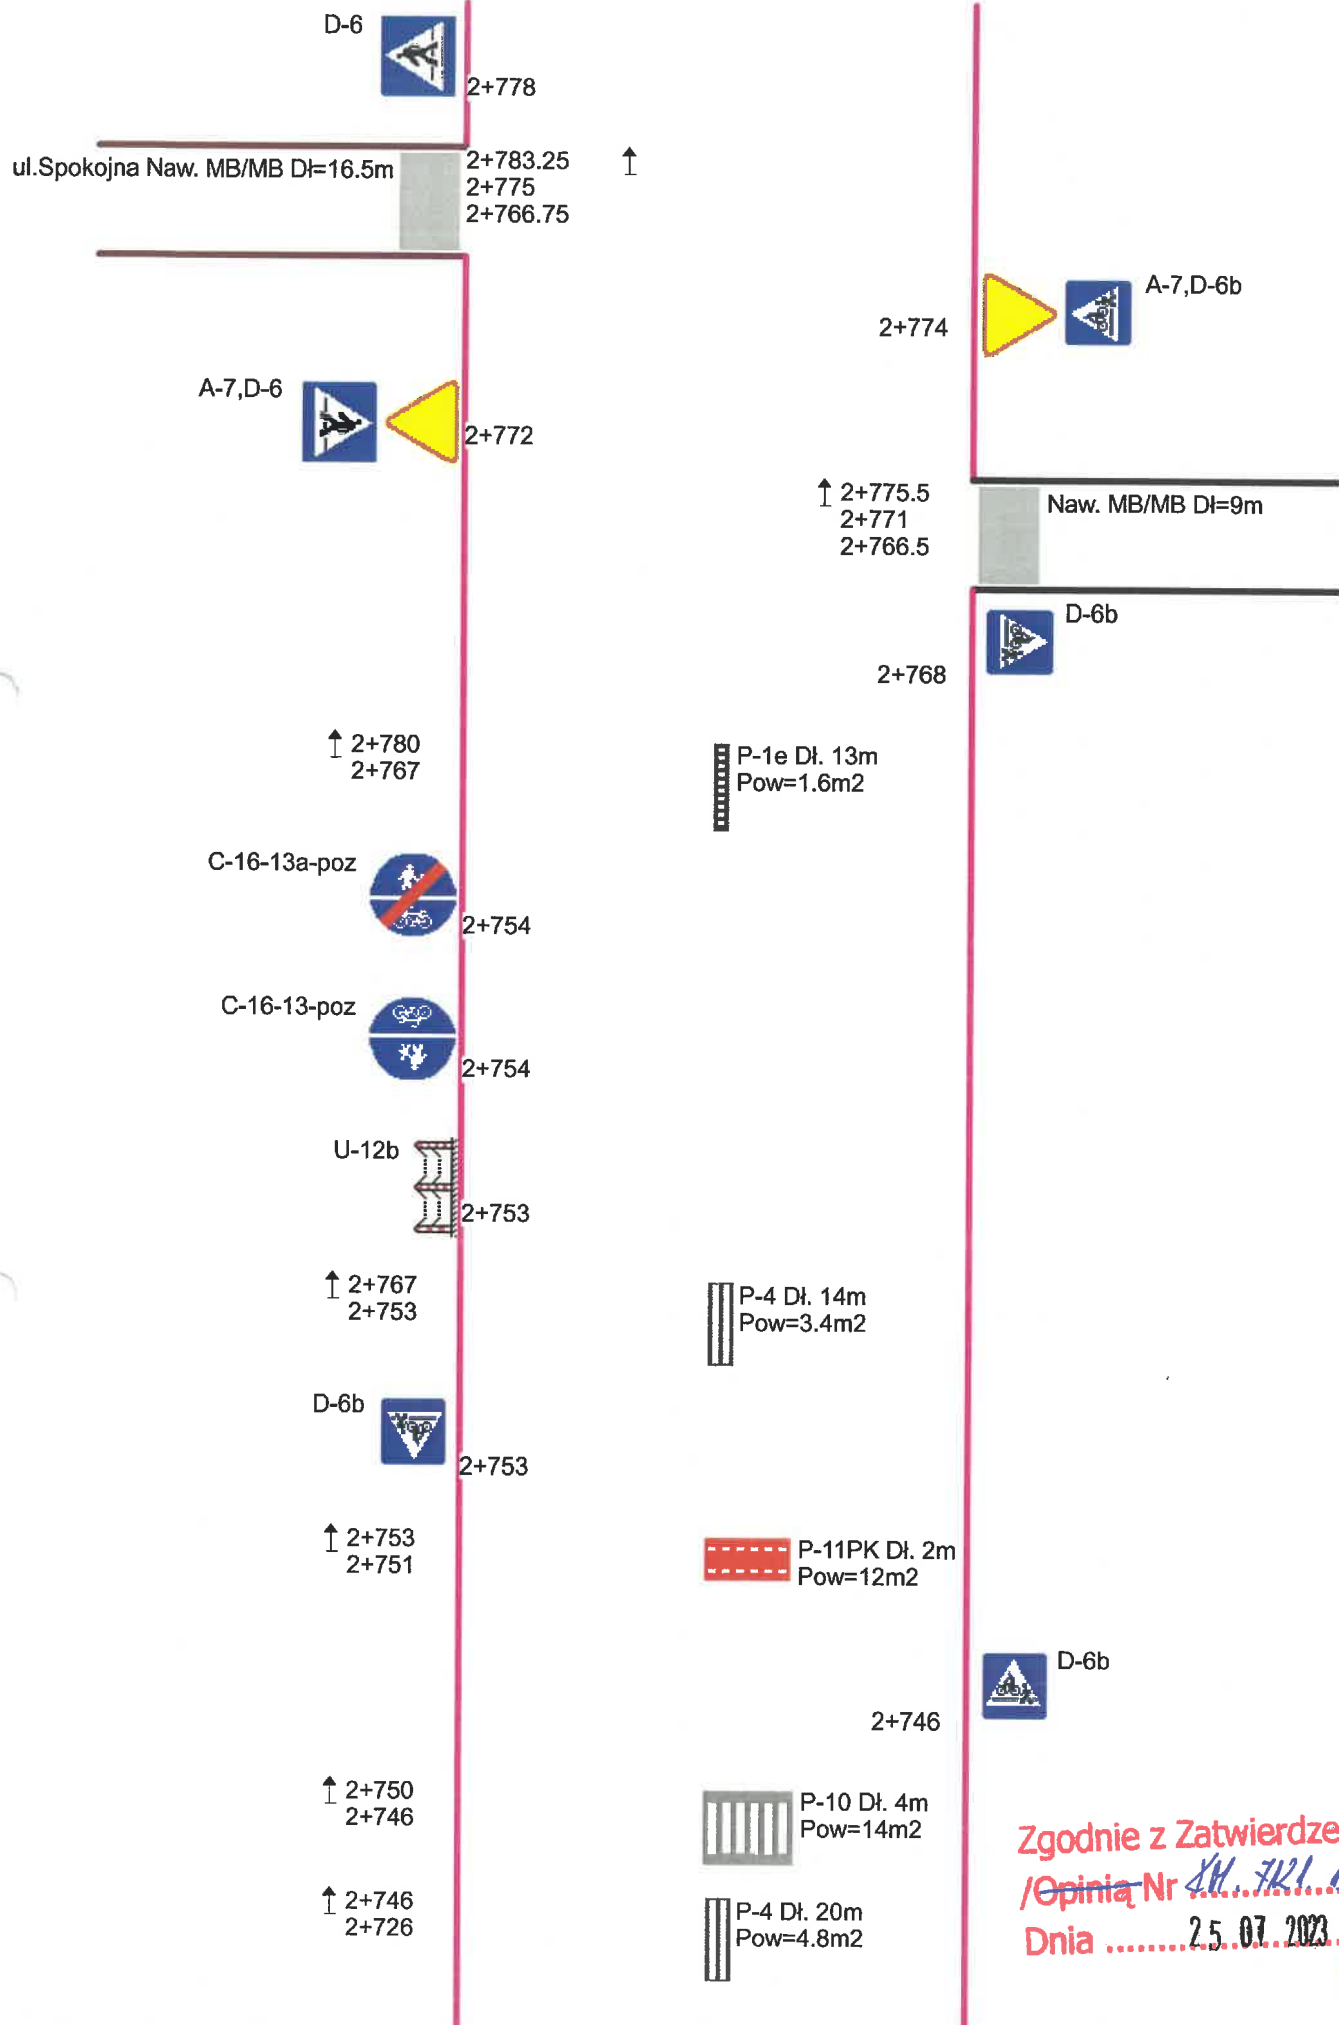 D-6
2+778
ul.Spokojna Naw. MB/MB Dł=16.5m
2+783.25
2+775
2+766.75
A-7,D-6b
2+774
A-7,D-6
2+772
2+775.5
2+771
2+766.5
Naw. MB/MB Dł=9m
D-6b
2+768
2+780
2+767
P-1e Dł. 13m
Pow=1.6m2
C-16-13a-poz
2+754
C-16-13-poz
2+754
U-12b
2+753
2+767
2+753
P-4 Dł. 14m
Pow=3.4m2
D-6b
2+753
2+753
2+751
P-11PK Dł. 2m
Pow=12m2
D-6b
2+746
2+750
2+746
P-10 Dł. 4m
Pow=14m2
2+746
2+726
P-4 Dł. 20m
Pow=4.8m2
Zgodnie z Zatwierdze
/Opinią Nr
Dnia 25 07 2023